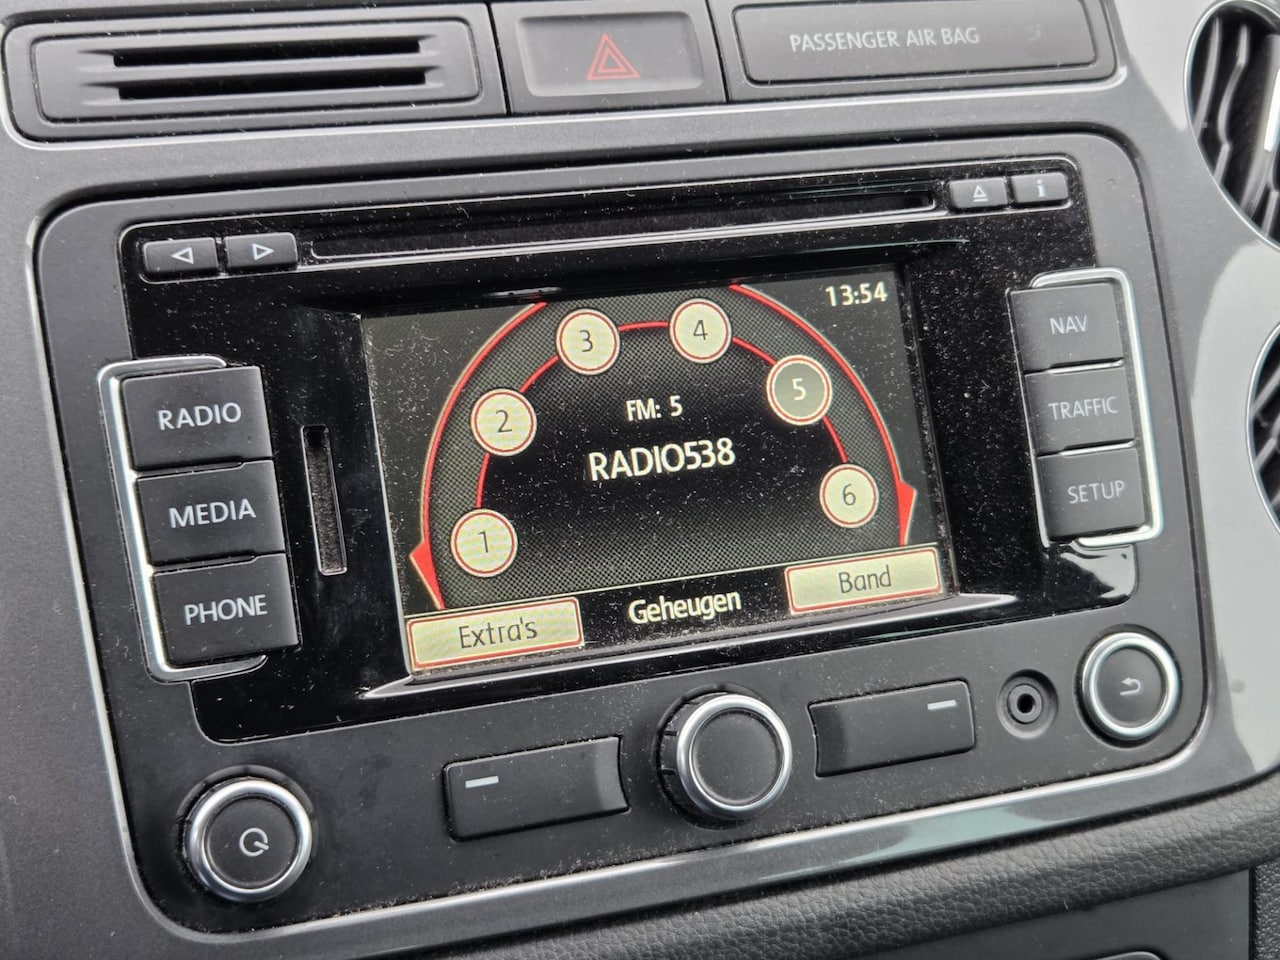 PASSENGER AIR BAG
i
RADIO
MEDIA
PHONE
13:54
1
2
3
4
5
6
FM: 5
RADIO538
Extra's
Geheugen
Band
NAV
TRAFFIC
SETUP